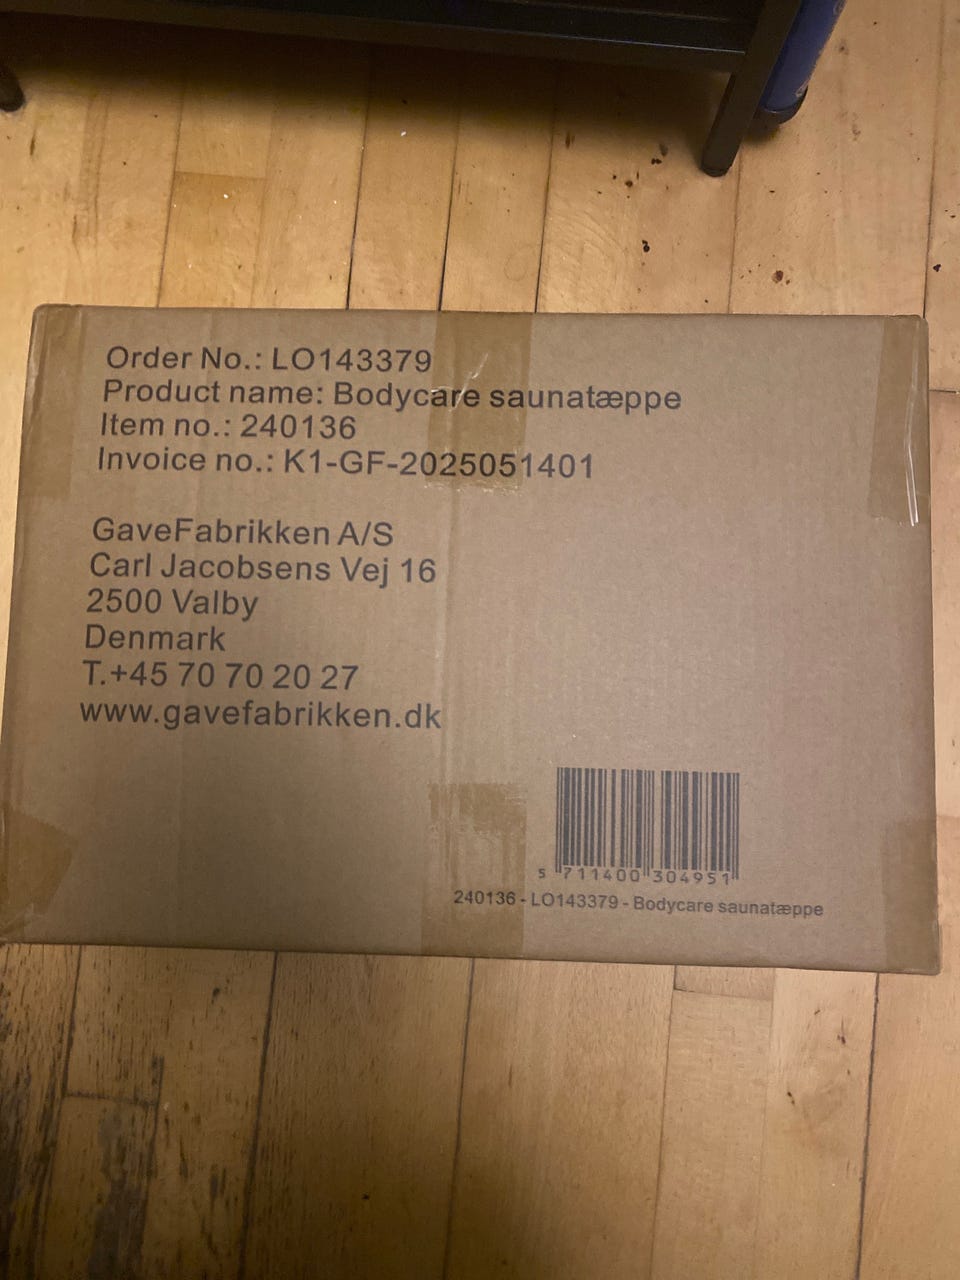 Order No.: LO143379
Product name: Bodycare saunatæppe
Item no.: 240136
Invoice no.: K1-GF-2025051401
GaveFabrikken A/S
Carl Jacobsens Vej 16
2500 Valby
Denmark
T.+45 70 70 20 27
www.gavefabrikken.dk
5 711400 304951
240136 - LO143379 - Bodycare saunatæppe